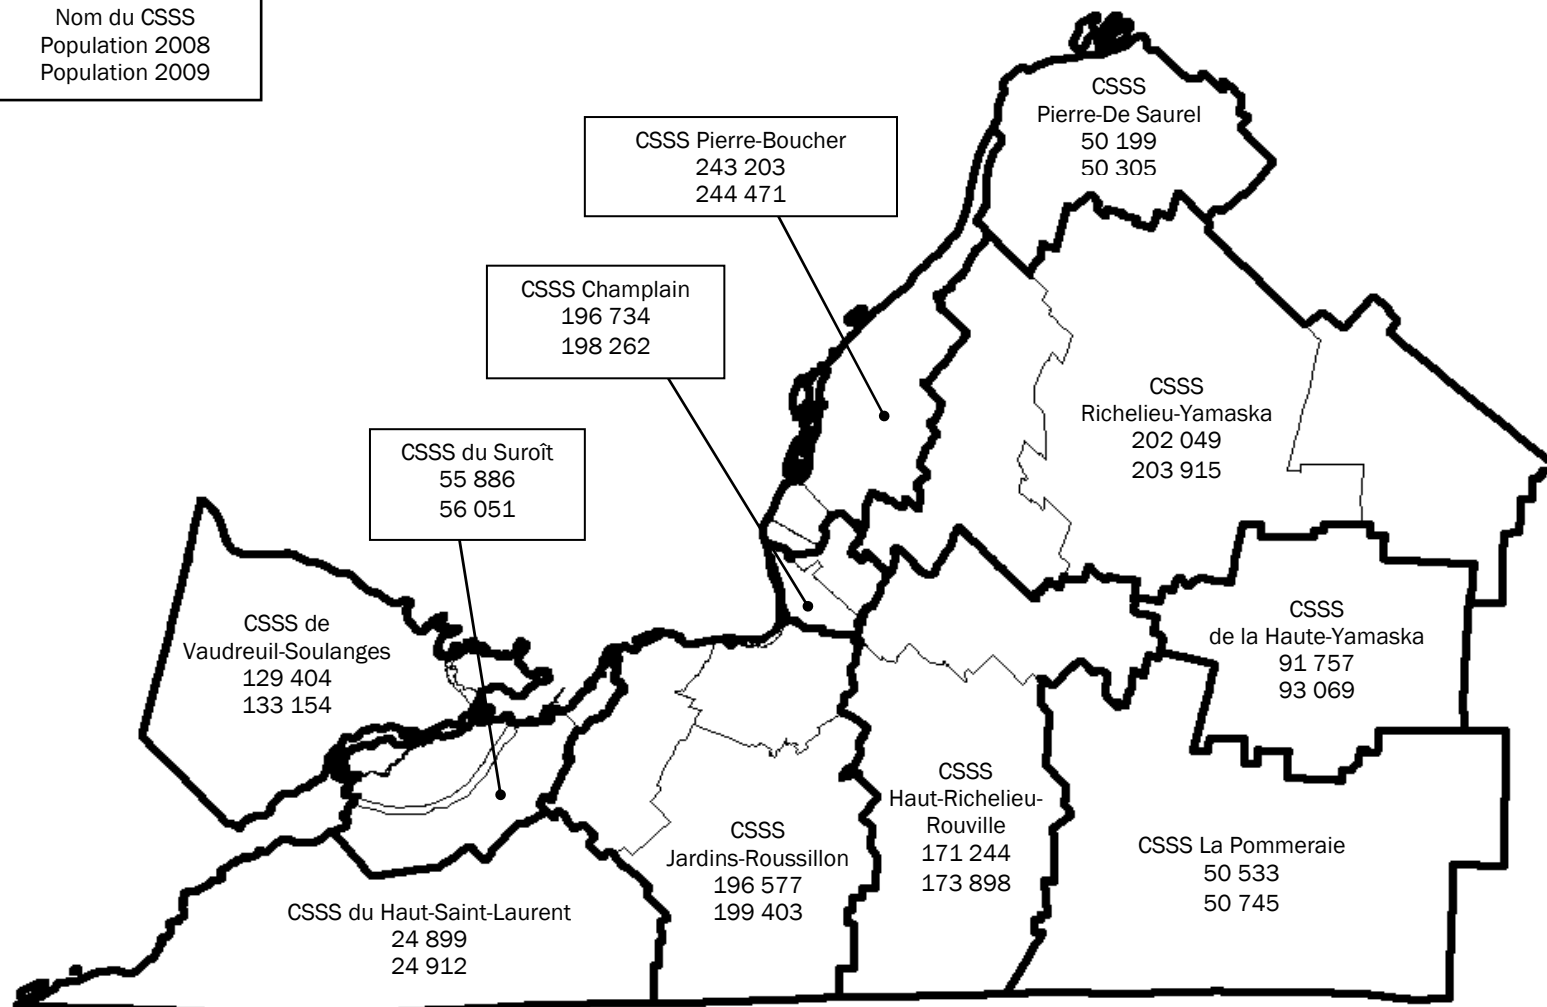 Nom du CSSS
Population 2008
Population 2009
CSSS
Pierre-De Saurel
50 199
50 305
CSSS Pierre-Boucher
243 203
244 471
CSSS Champlain
196 734
198 262
CSSS
Richelieu-Yamaska
202 049
203 915
CSSS du Suroît
55 886
56 051
CSSS de
Vaudreuil-Soulanges
129 404
133 154
CSSS
de la Haute-Yamaska
91 757
93 069
CSSS
Haut-Richelieu-
Rouville
171 244
173 898
CSSS
Jardins-Roussillon
196 577
199 403
CSSS La Pommeraie
50 533
50 745
CSSS du Haut-Saint-Laurent
24 899
24 912